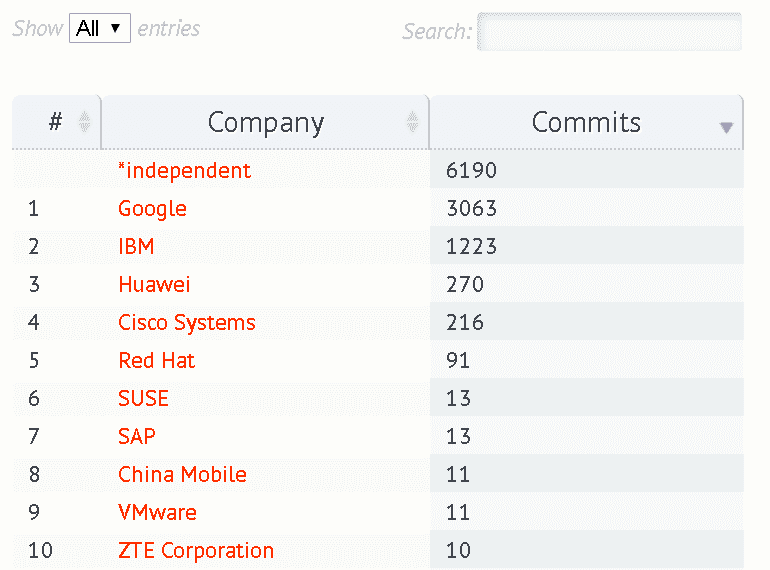 Show All entries Search:
# Company Commits
*independent 6190
1 Google 3063
2 IBM 1223
3 Huawei 270
4 Cisco Systems 216
5 Red Hat 91
6 SUSE 13
7 SAP 13
8 China Mobile 11
9 VMware 11
10 ZTE Corporation 10